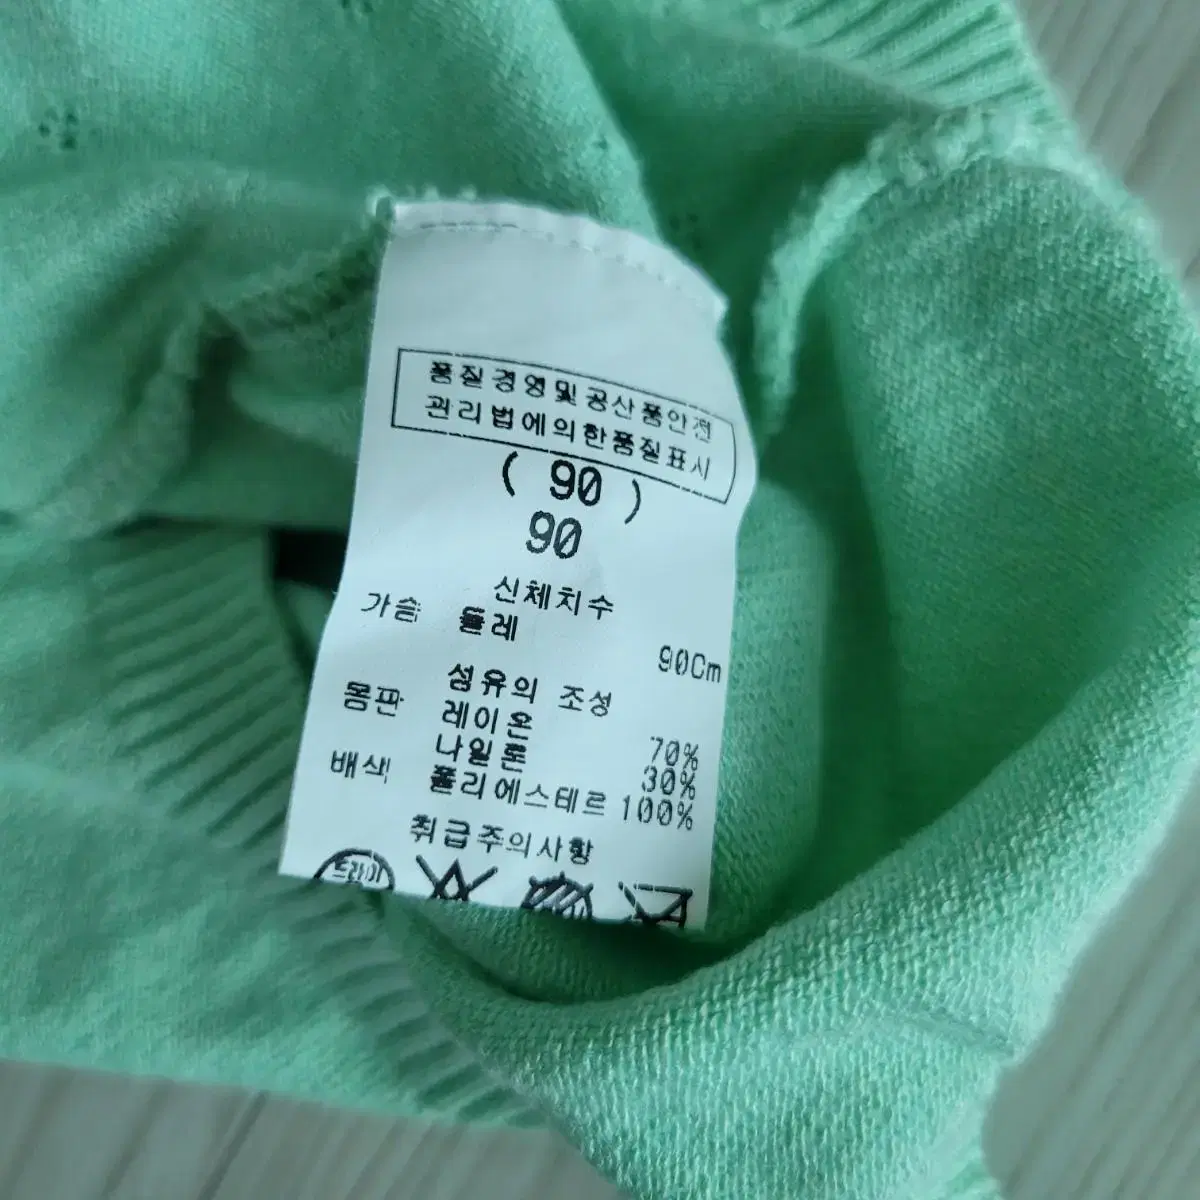 품질경영및공산품안전
관리법에의한품질표시
( 90 )
90
신체치수
가슴 둘레 90Cm
섬유의 조성
몸판 레이온 70%
나일론 30%
배색 폴리에스테르 100%
취급주의사항
드라이